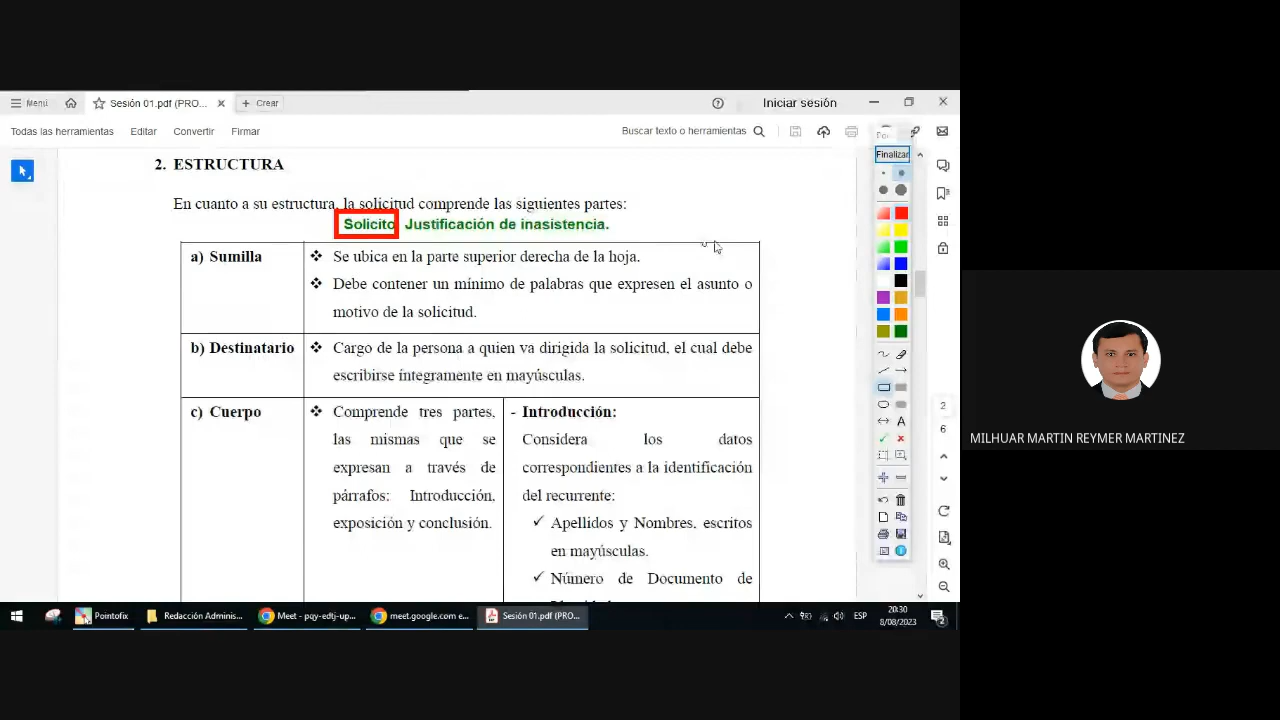 Menú
Sesión 01.pdf (PRO...
Crear
Iniciar sesión
Todas las herramientas
Editar
Convertir
Firmar
Buscar texto o herramientas
Finalizar
2. ESTRUCTURA
En cuanto a su estructura, la solicitud comprende las siguientes partes:
Solicito Justificación de inasistencia.
a) Sumilla
❖ Se ubica en la parte superior derecha de la hoja.
❖ Debe contener un mínimo de palabras que expresen el asunto o
motivo de la solicitud.
b) Destinatario
❖ Cargo de la persona a quien va dirigida la solicitud, el cual debe
escribirse íntegramente en mayúsculas.
c) Cuerpo
❖ Comprende tres partes,
las mismas que se
expresan a través de
párrafos: Introducción,
exposición y conclusión.
- Introducción:
Considera los datos
correspondientes a la identificación
del recurrente:
✓ Apellidos y Nombres, escritos
en mayúsculas.
✓ Número de Documento de
A
2
6
MILHUAR MARTIN REYMER MARTINEZ
Pointofix
Redacción Adminis...
Meet - pqy-edtj-up...
meet.google.com e...
Sesión 01.pdf (PRO...
ESP
20:30
8/08/2023
2